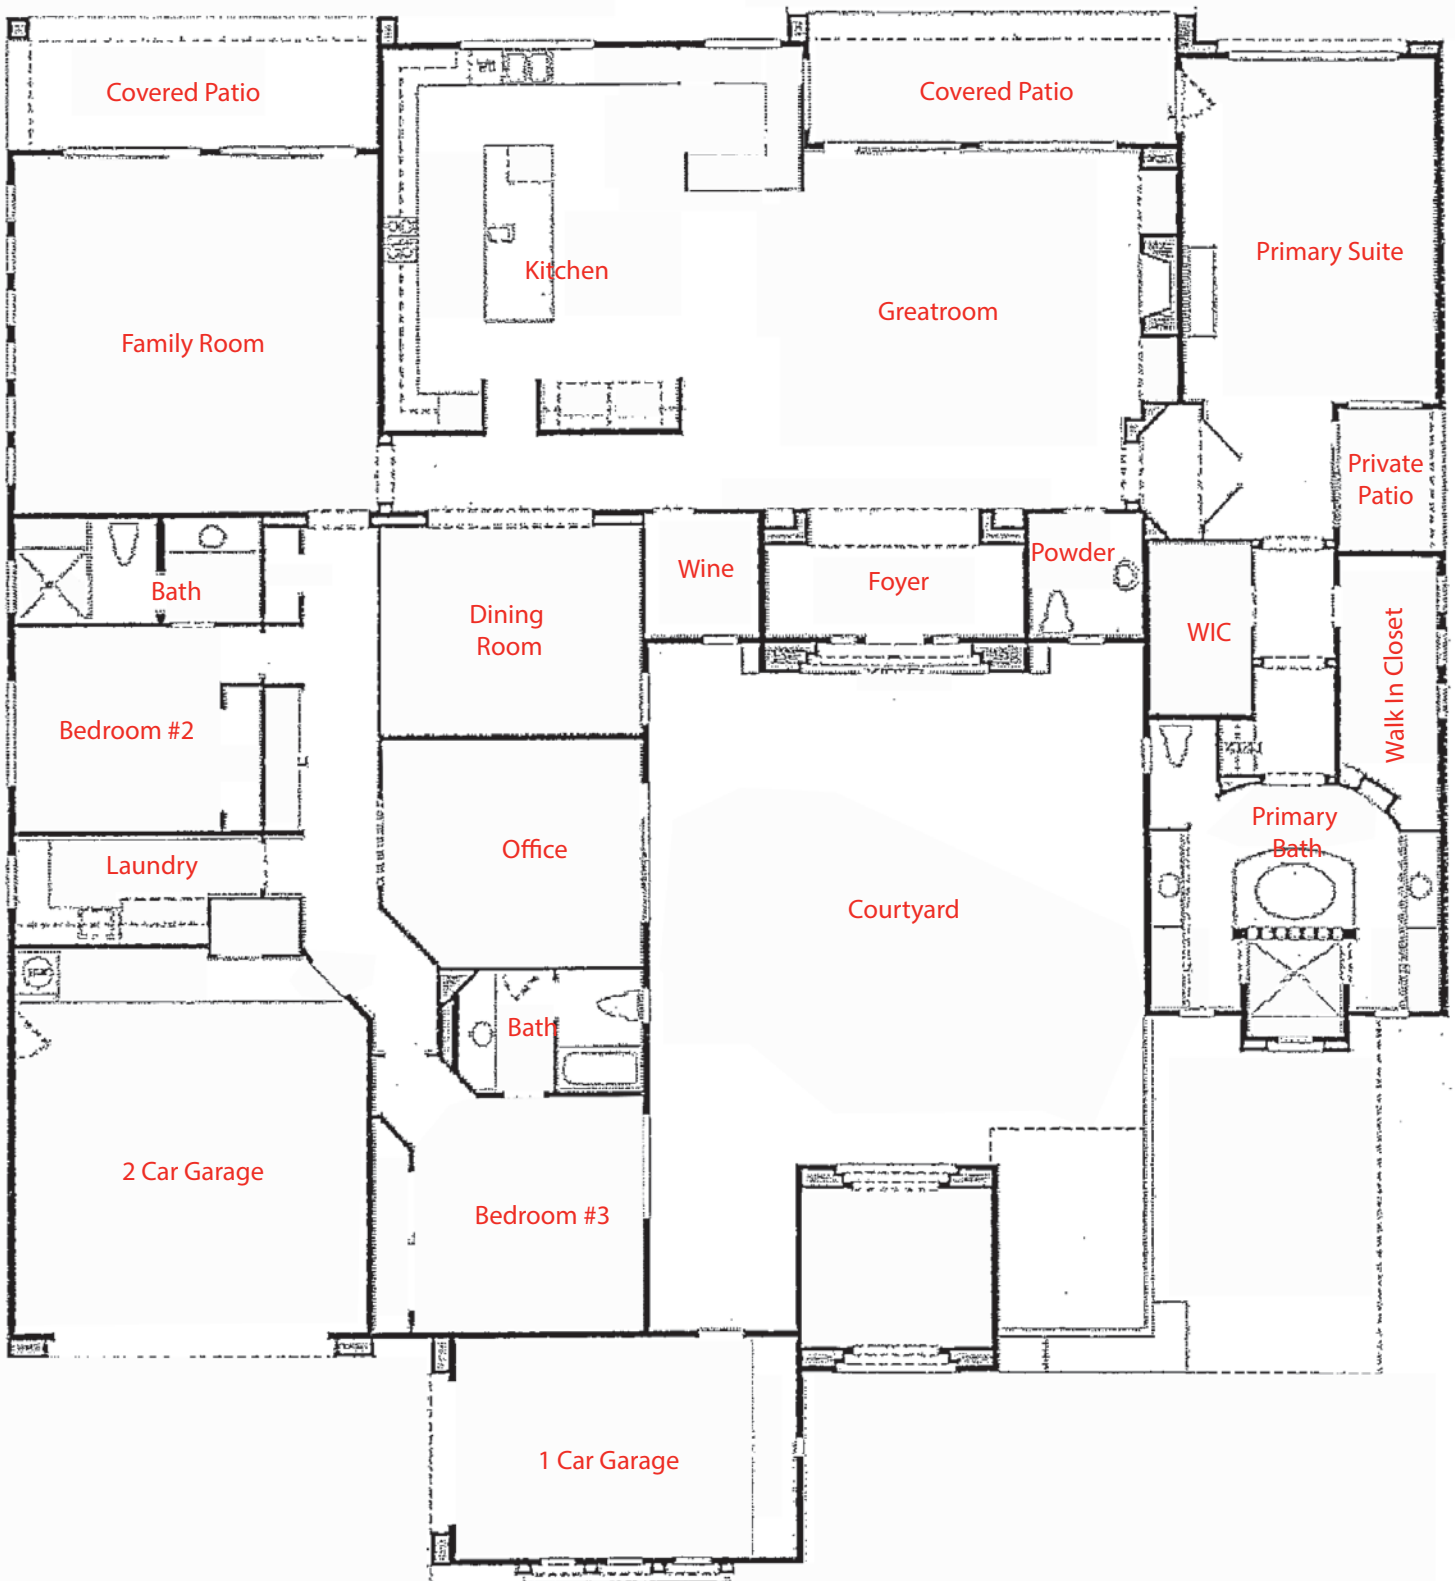 Covered Patio
Covered Patio
Primary Suite
Kitchen
Greatroom
Family Room
Private
Patio
Powder
Wine
Foyer
Bath
Dining
Room
WIC
Walk In Closet
Bedroom #2
Primary
Bath
Office
Laundry
Courtyard
Bath
2 Car Garage
Bedroom #3
1 Car Garage